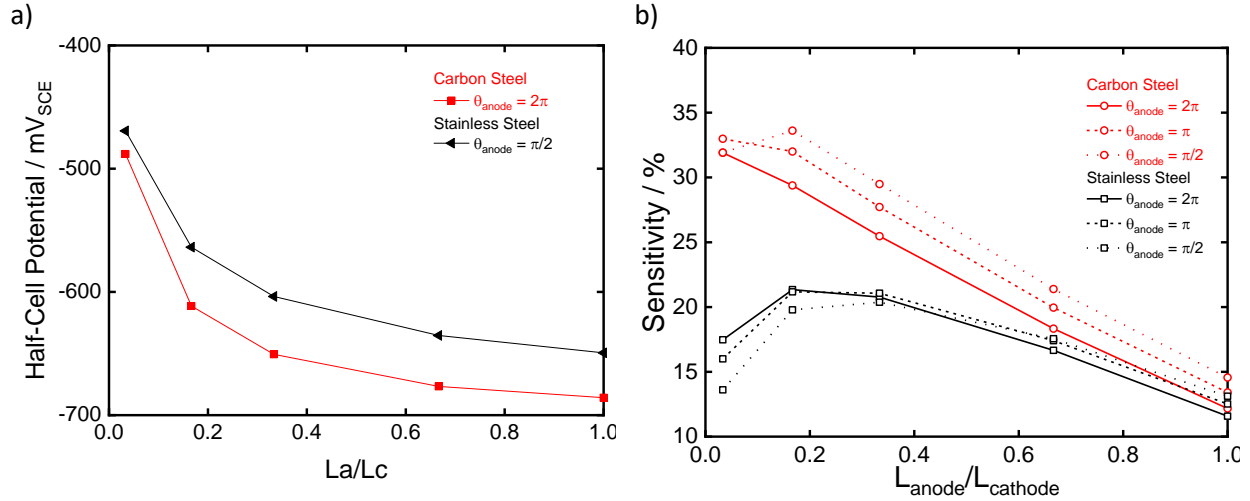 a)
Half-Cell Potential / mV_SCE
-400
-500
-600
-700
0.0 0.2 0.4 0.6 0.8 1.0
La/Lc
Carbon Steel
θ_anode = 2π
Stainless Steel
θ_anode = π/2
b)
Sensitivity / %
40
35
30
25
20
15
10
0.0 0.2 0.4 0.6 0.8 1.0
L_anode/L_cathode
Carbon Steel
θ_anode = 2π
θ_anode = π
θ_anode = π/2
Stainless Steel
θ_anode = 2π
θ_anode = π
θ_anode = π/2